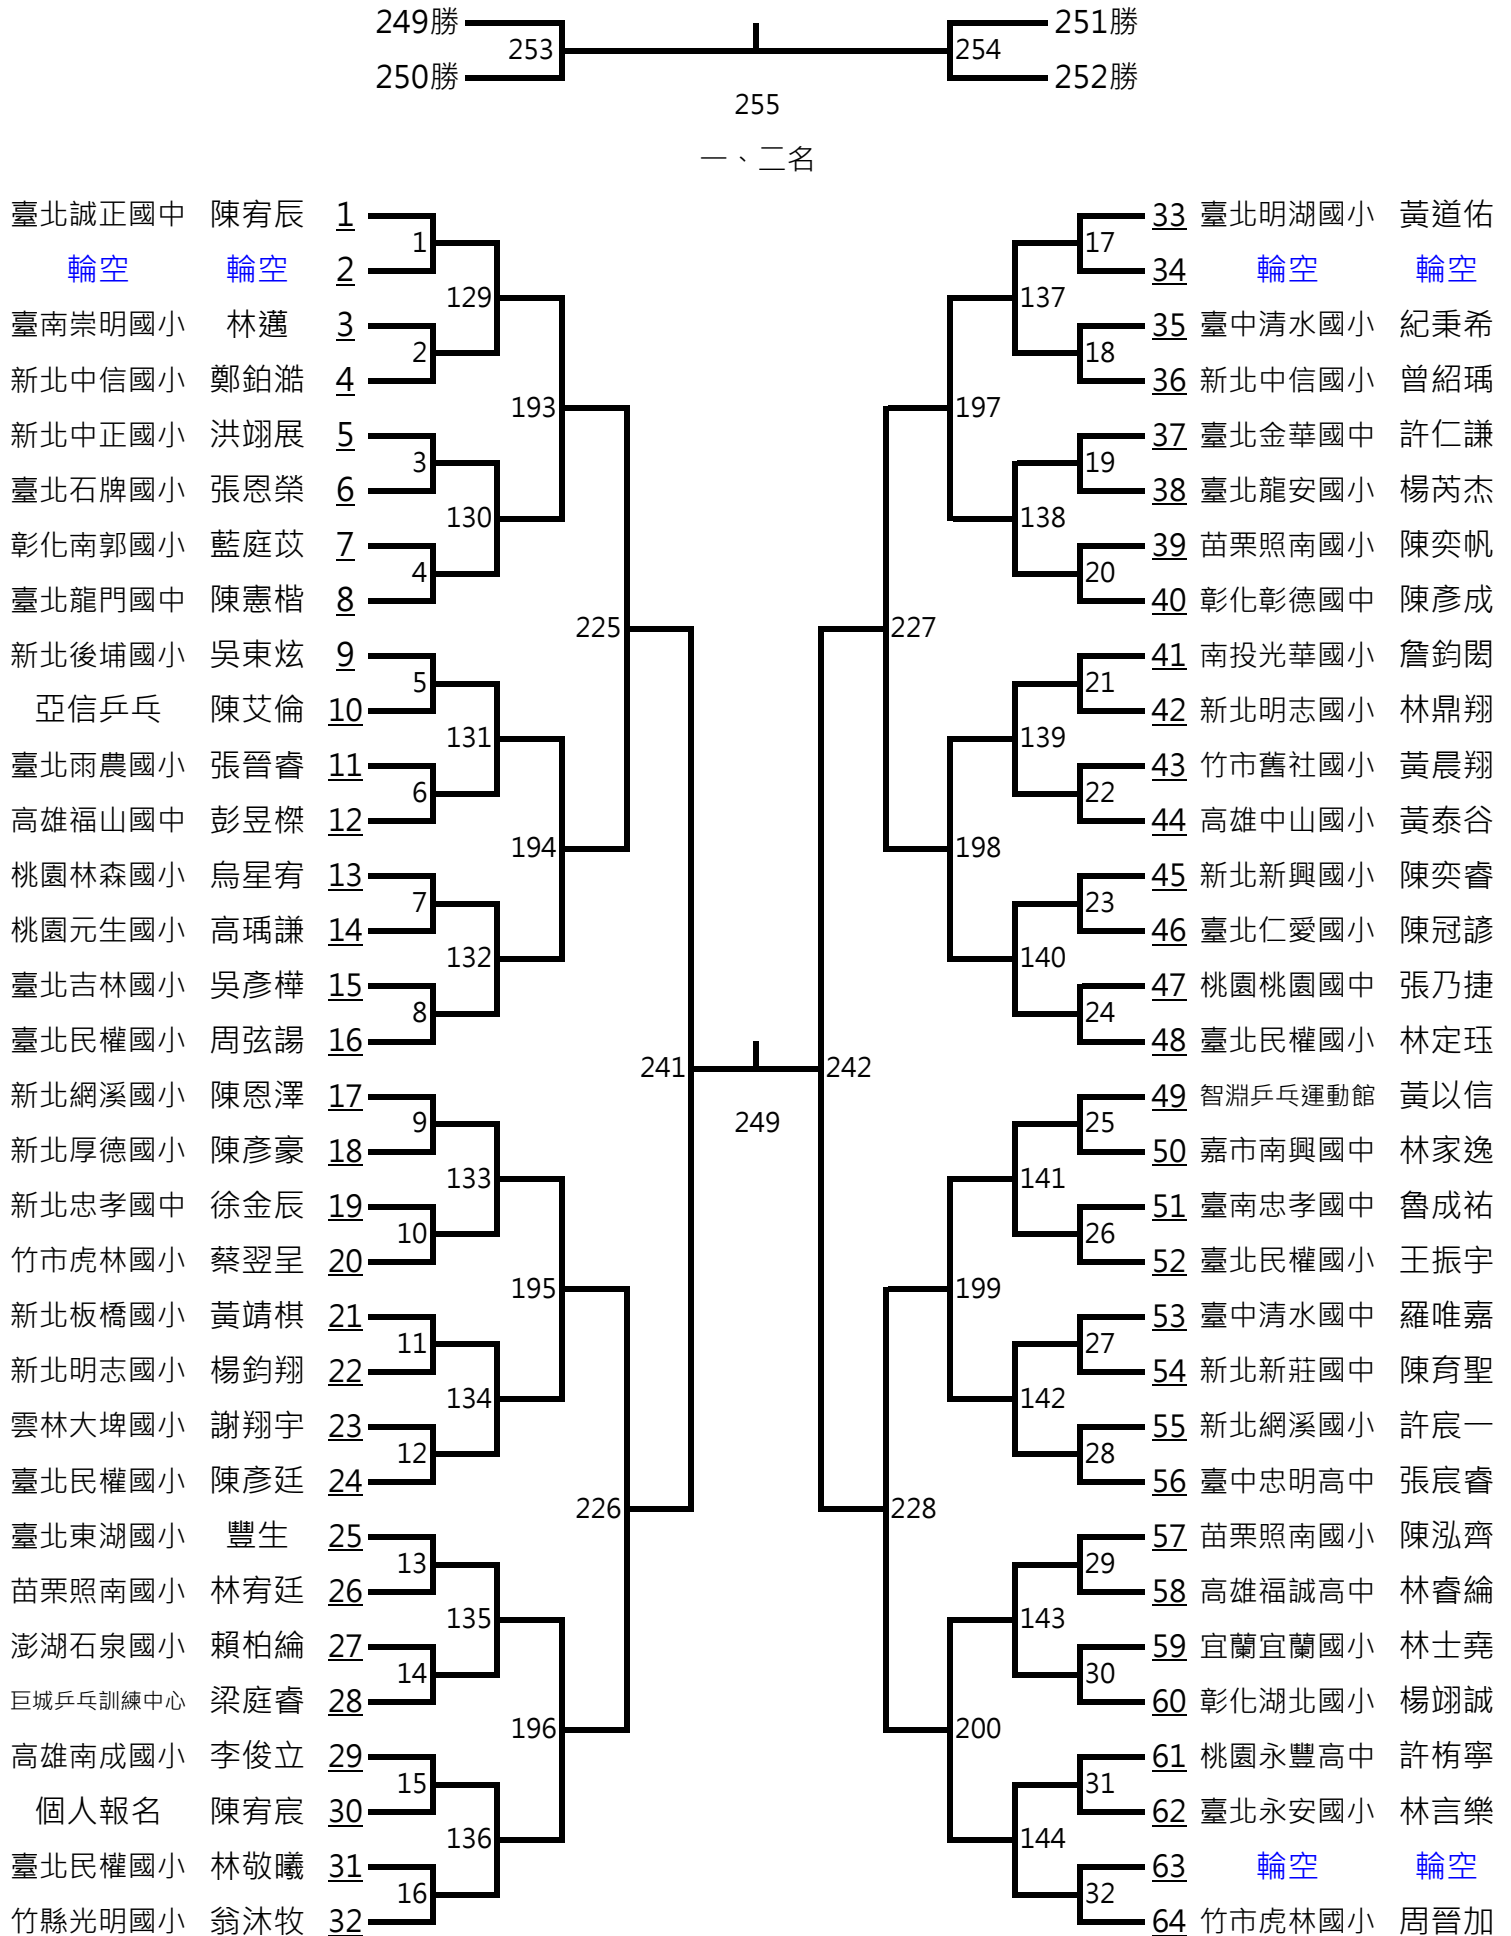 249勝 251勝
253 254
250勝 252勝
255
一、二名
臺北誠正國中 陳宥辰 1 33 臺北明湖國小 黃道佑
1 17
輪空 輪空 2 34 輪空 輪空
129 137
臺南崇明國小 林邁 3 35 臺中清水國小 紀秉希
2 18
新北中信國小 鄭鉑澔 4 36 新北中信國小 曾紹瑀
193 197
新北中正國小 洪翊展 5 37 臺北金華國中 許仁謙
3 19
臺北石牌國小 張恩榮 6 38 臺北龍安國小 楊芮杰
130 138
彰化南郭國小 藍庭苡 7 39 苗栗照南國小 陳奕帆
4 20
臺北龍門國中 陳憲楷 8 40 彰化彰德國中 陳彥成
225 227
新北後埔國小 吳東炫 9 41 南投光華國小 詹鈞閎
5 21
亞信乒乓 陳艾倫 10 42 新北明志國小 林鼎翔
131 139
臺北雨農國小 張晉睿 11 43 竹市舊社國小 黃晨翔
6 22
高雄福山國中 彭昱榤 12 44 高雄中山國小 黃泰谷
194 198
桃園林森國小 烏星宥 13 45 新北新興國小 陳奕睿
7 23
桃園元生國小 高瑀謙 14 46 臺北仁愛國小 陳冠諺
132 140
臺北吉林國小 吳彥樺 15 47 桃園桃園國中 張乃捷
8 24
臺北民權國小 周弦諹 16 48 臺北民權國小 林定珏
241 242
新北網溪國小 陳恩澤 17 49 智淵乒乓運動館 黃以信
9 249 25
新北厚德國小 陳彥豪 18 50 嘉市南興國中 林家逸
133 141
新北忠孝國中 徐金辰 19 51 臺南忠孝國中 魯成祐
10 26
竹市虎林國小 蔡翌呈 20 52 臺北民權國小 王振宇
195 199
新北板橋國小 黃靖棋 21 53 臺中清水國中 羅唯嘉
11 27
新北明志國小 楊鈞翔 22 54 新北新莊國中 陳育聖
134 142
雲林大埤國小 謝翔宇 23 55 新北網溪國小 許宸一
12 28
臺北民權國小 陳彥廷 24 56 臺中忠明高中 張宸睿
226 228
臺北東湖國小 豐生 25 57 苗栗照南國小 陳泓齊
13 29
苗栗照南國小 林宥廷 26 58 高雄福誠高中 林睿綸
135 143
澎湖石泉國小 賴柏綸 27 59 宜蘭宜蘭國小 林士堯
14 30
巨城乒乓訓練中心 梁庭睿 28 60 彰化湖北國小 楊翊誠
196 200
高雄南成國小 李俊立 29 61 桃園永豐高中 許栯寧
15 31
個人報名 陳宥宸 30 62 臺北永安國小 林言樂
136 144
臺北民權國小 林敬曦 31 63 輪空 輪空
16 32
竹縣光明國小 翁沐牧 32 64 竹市虎林國小 周晉加